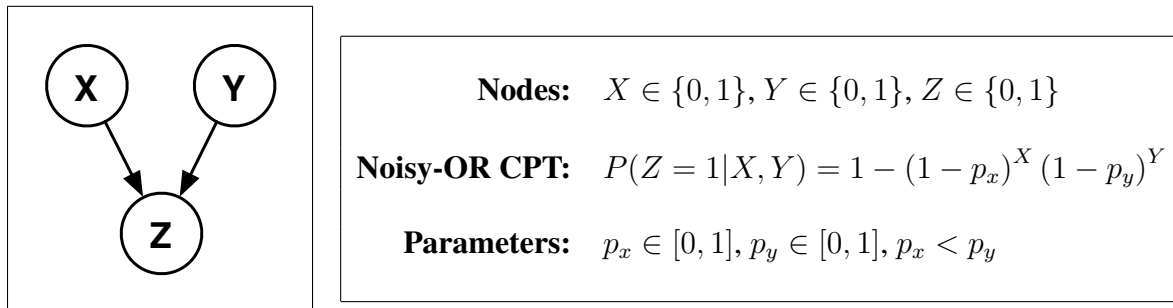 X
Y
Z
Nodes: X ∈ {0, 1}, Y ∈ {0, 1}, Z ∈ {0, 1}
Noisy-OR CPT: P(Z = 1|X, Y) = 1 − (1 − p_x)^X (1 − p_y)^Y
Parameters: p_x ∈ [0, 1], p_y ∈ [0, 1], p_x < p_y